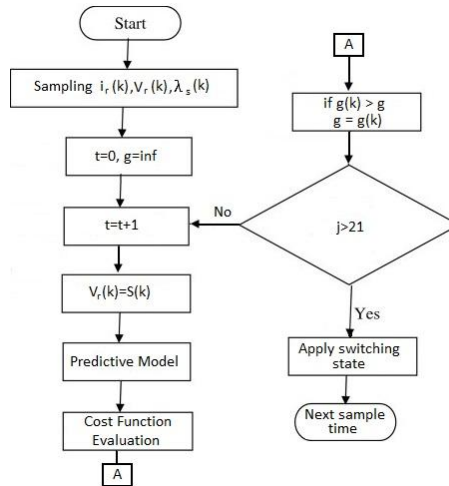 Start
Sampling i_r(k),V_r(k),λ_s(k)
t=0, g=inf
t=t+1
V_r(k)=S(k)
Predictive Model
Cost Function
Evaluation
A
A
if g(k) > g
g = g(k)
j>21
No
Yes
Apply switching
state
Next sample
time